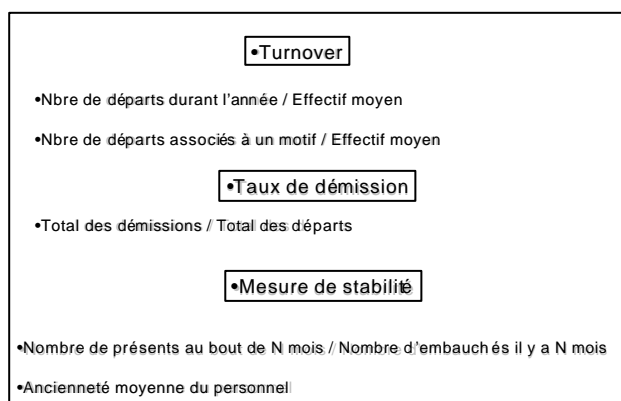 •Turnover
•Nbre de départs durant l'année / Effectif moyen
•Nbre de départs associés à un motif / Effectif moyen
•Taux de démission
•Total des démissions / Total des départs
•Mesure de stabilité
•Nombre de présents au bout de N mois / Nombre d'embauchés il y a N mois
•Ancienneté moyenne du personnel